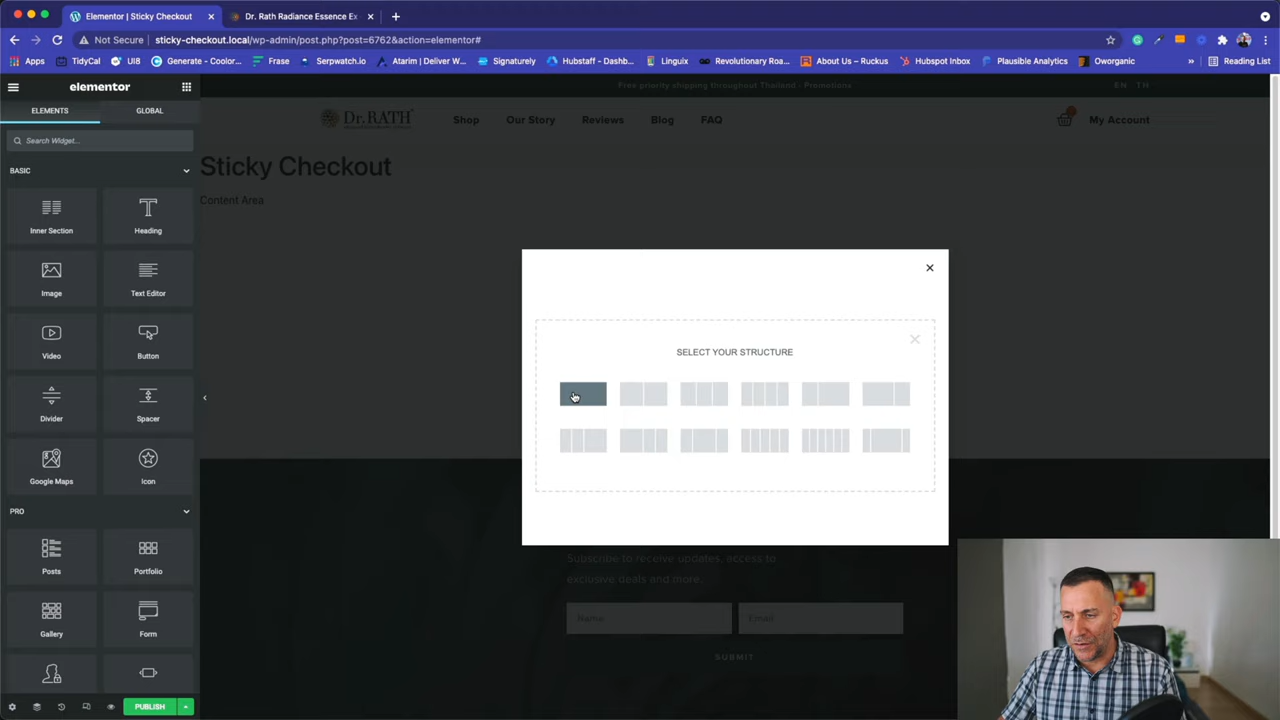 Elementor | Sticky Checkout
Dr. Rath Radiance Essence Ex
Not Secure
sticky-checkout.local/wp-admin/post.php?post=6762&action=elementor#
Apps
TidyCal
UI8
Generate - Coolor...
Frase
Serpwatch.io
Atarim | Deliver W...
Signaturely
Hubstaff - Dashb...
Linguix
Revolutionary Roa...
About Us – Ruckus
Hubspot Inbox
Plausible Analytics
Oworganic
»
Reading List
elementor
ELEMENTS
GLOBAL
Search Widget...
BASIC
Inner Section
Heading
Image
Text Editor
Video
Button
Divider
Spacer
Google Maps
Icon
PRO
Posts
Portfolio
Gallery
Form
PUBLISH
Free priority shipping throughout Thailand - Promotions
EN - TH
Dr.RATH
Shop
Our Story
Reviews
Blog
FAQ
My Account
Sticky Checkout
Content Area
SELECT YOUR STRUCTURE
Subscribe to receive updates, access to
exclusive deals and more.
Name
Email
SUBMIT